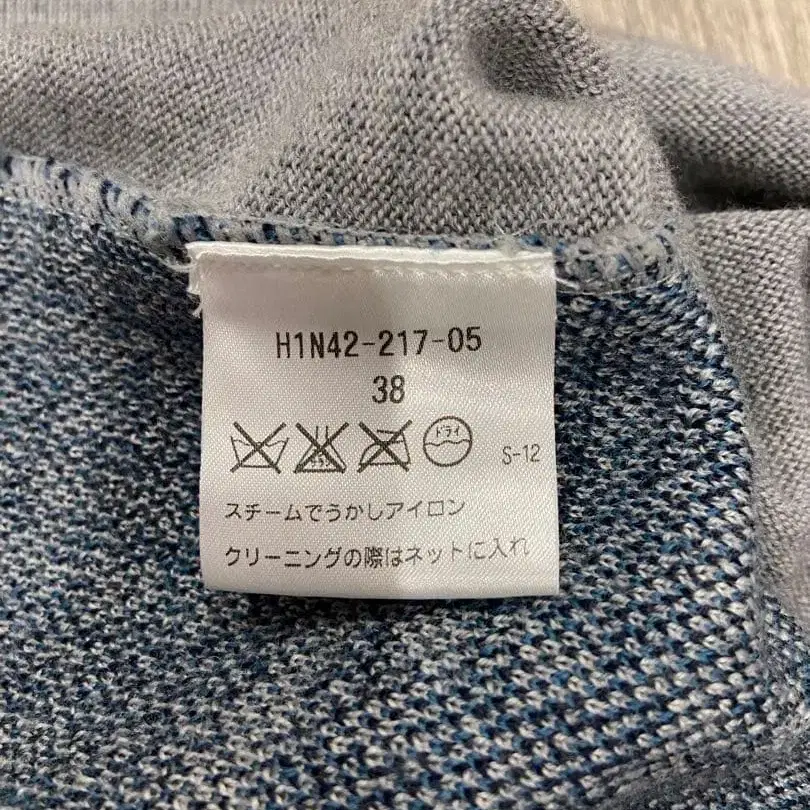 H1N42-217-05
38
ドライ
S-12
スチームでうかしアイロン
クリーニングの際はネットに入れ